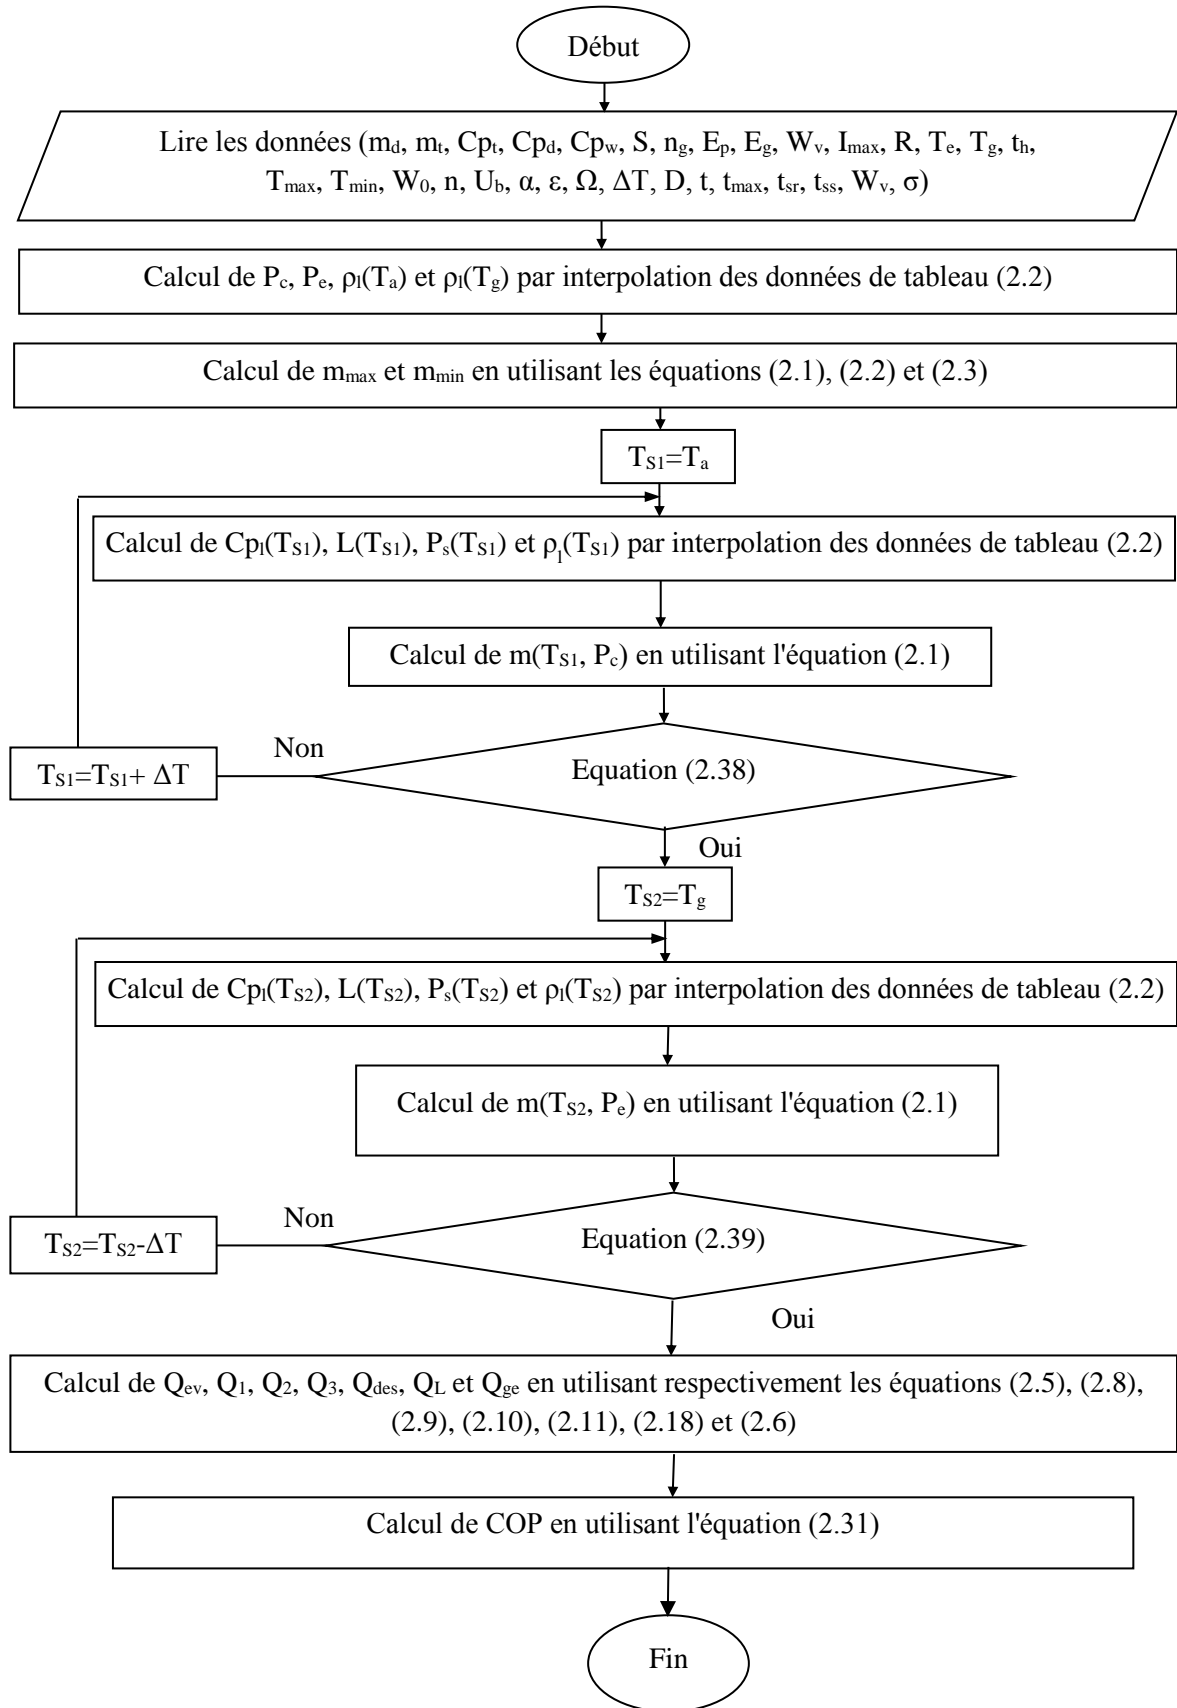 Début
Lire les données (m_d, m_t, Cp_t, Cp_d, Cp_w, S, n_g, E_p, E_g, W_v, I_max, R, T_e, T_g, t_h,
T_max, T_min, W_0, n, U_b, α, ε, Ω, ΔT, D, t, t_max, t_sr, t_ss, W_v, σ)
Calcul de P_c, P_e, ρ_l(T_a) et ρ_l(T_g) par interpolation des données de tableau (2.2)
Calcul de m_max et m_min en utilisant les équations (2.1), (2.2) et (2.3)
T_S1=T_a
Calcul de Cp_l(T_S1), L(T_S1), P_s(T_S1) et ρ_l(T_S1) par interpolation des données de tableau (2.2)
Calcul de m(T_S1, P_c) en utilisant l'équation (2.1)
Non
T_S1=T_S1+ ΔT
Equation (2.38)
Oui
T_S2=T_g
Calcul de Cp_l(T_S2), L(T_S2), P_s(T_S2) et ρ_l(T_S2) par interpolation des données de tableau (2.2)
Calcul de m(T_S2, P_e) en utilisant l'équation (2.1)
Non
T_S2=T_S2-ΔT
Equation (2.39)
Oui
Calcul de Q_ev, Q_1, Q_2, Q_3, Q_des, Q_L et Q_ge en utilisant respectivement les équations (2.5), (2.8),
(2.9), (2.10), (2.11), (2.18) et (2.6)
Calcul de COP en utilisant l'équation (2.31)
Fin